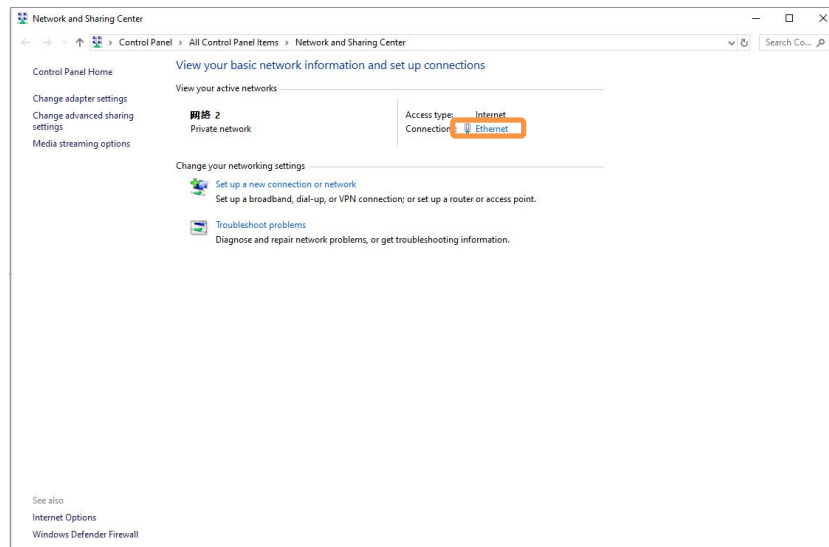 Network and Sharing Center
Control Panel > All Control Panel Items > Network and Sharing Center
Search Co...
Control Panel Home
Change adapter settings
Change advanced sharing
settings
Media streaming options
View your basic network information and set up connections
View your active networks
网络 2
Private network
Access type: Internet
Connection : Ethernet
Change your networking settings
Set up a new connection or network
Set up a broadband, dial-up, or VPN connection; or set up a router or access point.
Troubleshoot problems
Diagnose and repair network problems, or get troubleshooting information.
See also
Internet Options
Windows Defender Firewall